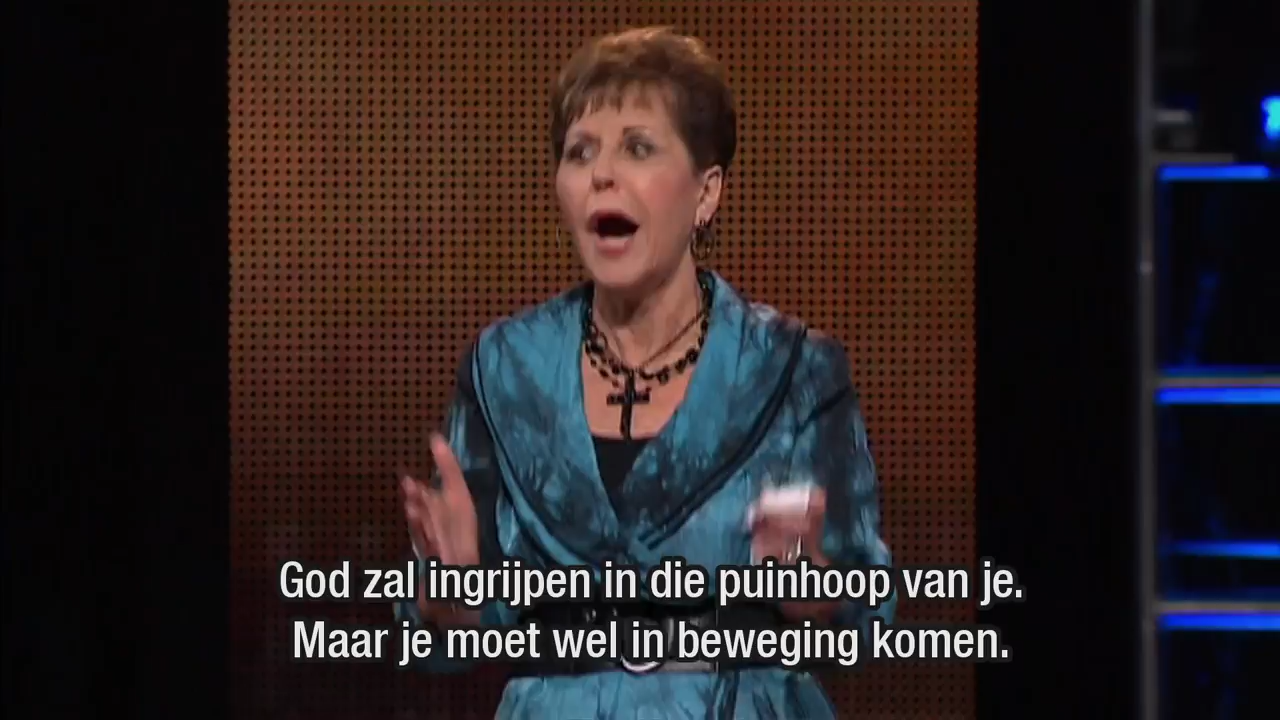 God zal ingrijpen in die puinhoop van je.
Maar je moet wel in beweging komen.